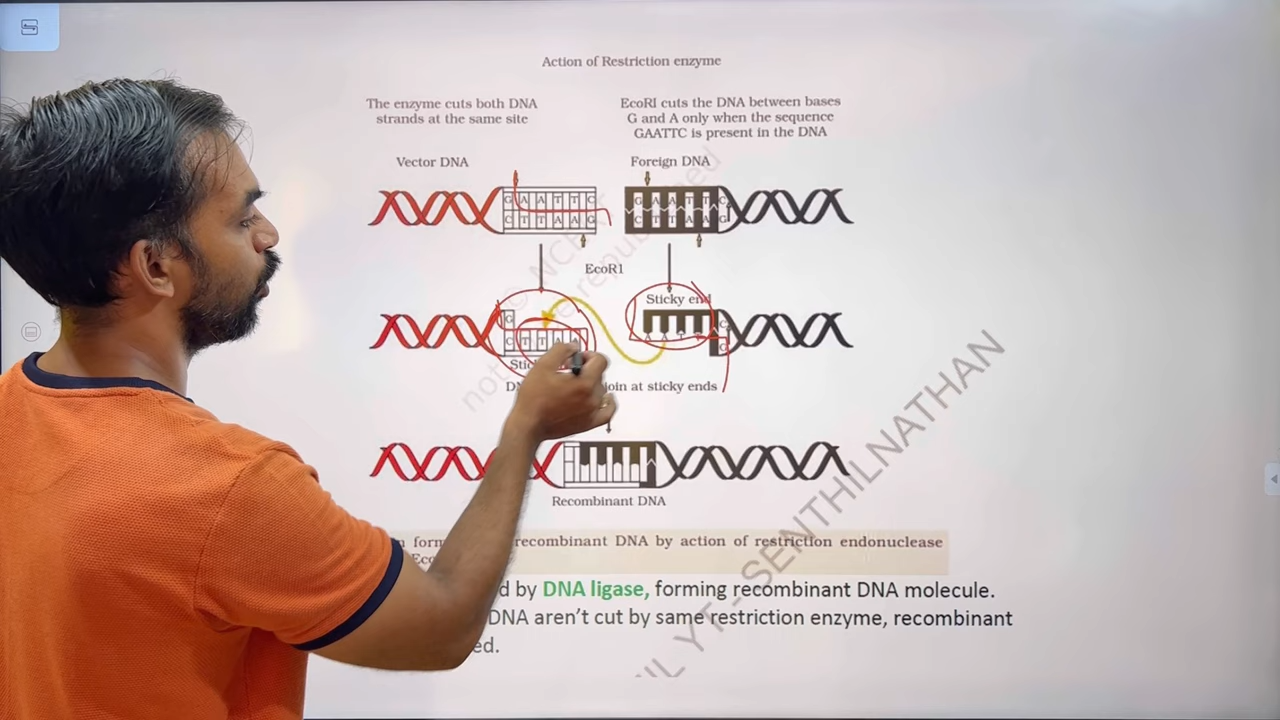 Action of Restriction enzyme
The enzyme cuts both DNA
strands at the same site
EcoRI cuts the DNA between bases
G and A only when the sequence
GAATTC is present in the DNA
Vector DNA
Foreign DNA
G A A T T C
C T T A A G
G A A T T C
C T T A A G
EcoR1
Sticky end
G
C T T A A
DN join at sticky ends
Recombinant DNA
recombinant DNA by action of restriction endonuclease
d by DNA ligase, forming recombinant DNA molecule.
DNA aren't cut by same restriction enzyme, recombinant
ed.
YT - SENTHILNATHAN